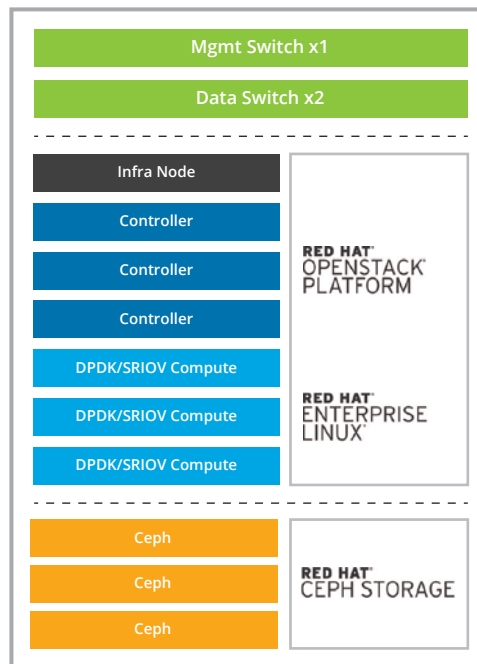 Mgmt Switch x1
Data Switch x2
Infra Node
Controller
Controller
Controller
DPDK/SRIOV Compute
DPDK/SRIOV Compute
DPDK/SRIOV Compute
RED HAT®
OPENSTACK®
PLATFORM
RED HAT®
ENTERPRISE
LINUX®
Ceph
Ceph
Ceph
RED HAT®
CEPH STORAGE